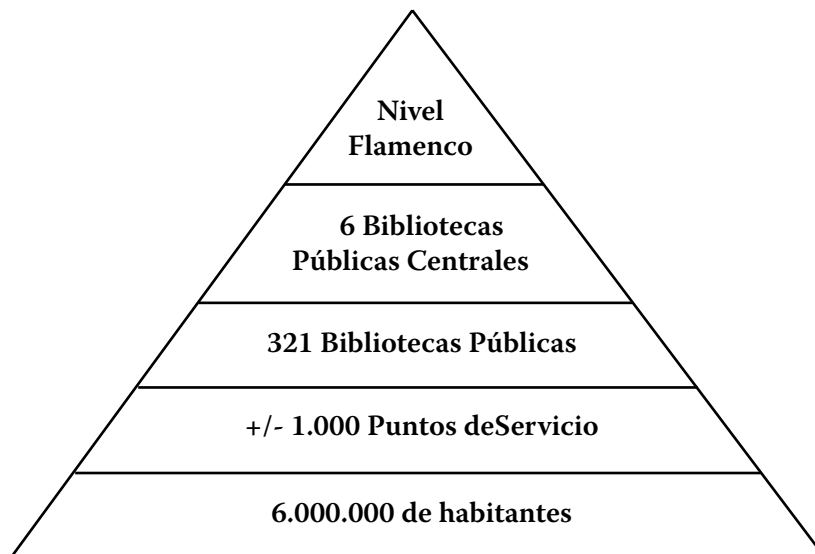 Nivel
Flamenco
6 Bibliotecas
Públicas Centrales
321 Bibliotecas Públicas
+/- 1.000 Puntos deServicio
6.000.000 de habitantes